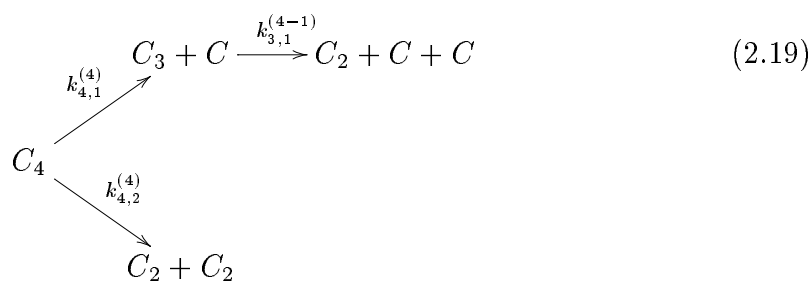 C_3 + C \xrightarrow{k_{3,1}^{(4-1)}} C_2 + C + C (2.19)
k_{4,1}^{(4)}
C_4
k_{4,2}^{(4)}
C_2 + C_2